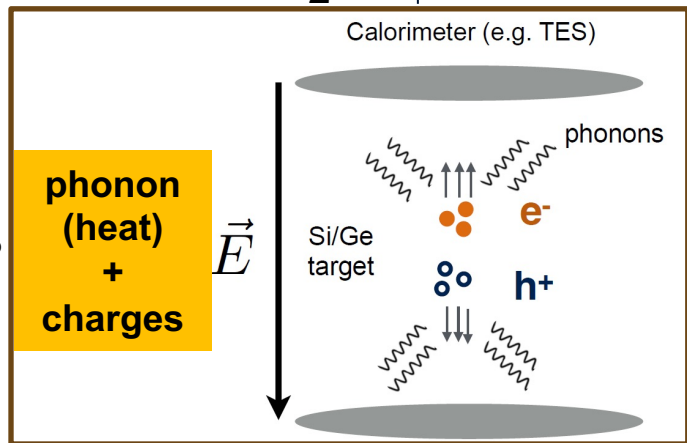 Calorimeter (e.g. TES)
phonons
phonon
(heat)
+
charges
E⃗
Si/Ge
target
e-
h+